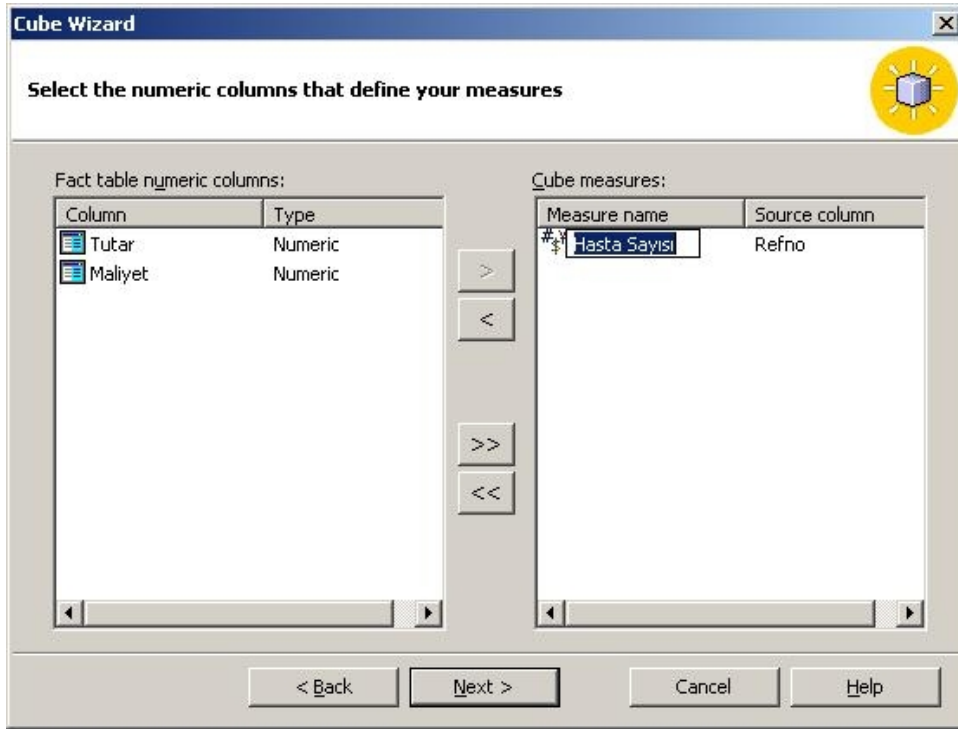 Cube Wizard
Select the numeric columns that define your measures
Fact table numeric columns:
Column Type
Tutar Numeric
Maliyet Numeric
>
<
>>
<<
Cube measures:
Measure name Source column
Hasta Sayısı Refno
< Back Next > Cancel Help